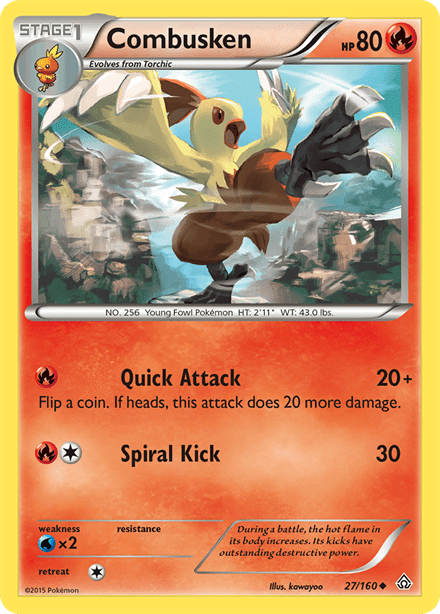 STAGE1
Combusken
HP80
Evolves from Torchic
NO. 256 Young Fowl Pokémon HT: 2'11" WT: 43.0 lbs.
Quick Attack 20+
Flip a coin. If heads, this attack does 20 more damage.
Spiral Kick 30
weakness resistance
×2
retreat
During a battle, the hot flame in
its body increases. Its kicks have
outstanding destructive power.
©2015 Pokémon Illus. kawayoo 27/160